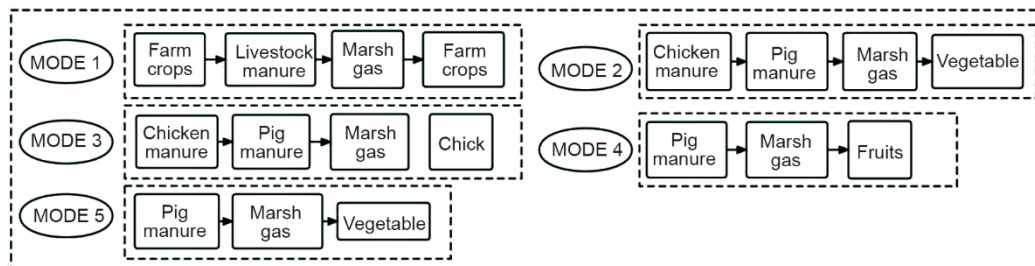 MODE 1
Farm
crops
Livestock
manure
Marsh
gas
Farm
crops
MODE 2
Chicken
manure
Pig
manure
Marsh
gas
Vegetable
MODE 3
Chicken
manure
Pig
manure
Marsh
gas
Chick
MODE 4
Pig
manure
Marsh
gas
Fruits
MODE 5
Pig
manure
Marsh
gas
Vegetable